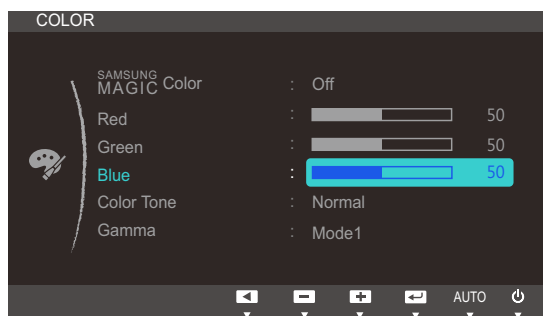 COLOR
SAMSUNG MAGIC Color : Off
Red : 50
Green : 50
Blue : 50
Color Tone : Normal
Gamma : Mode1
AUTO